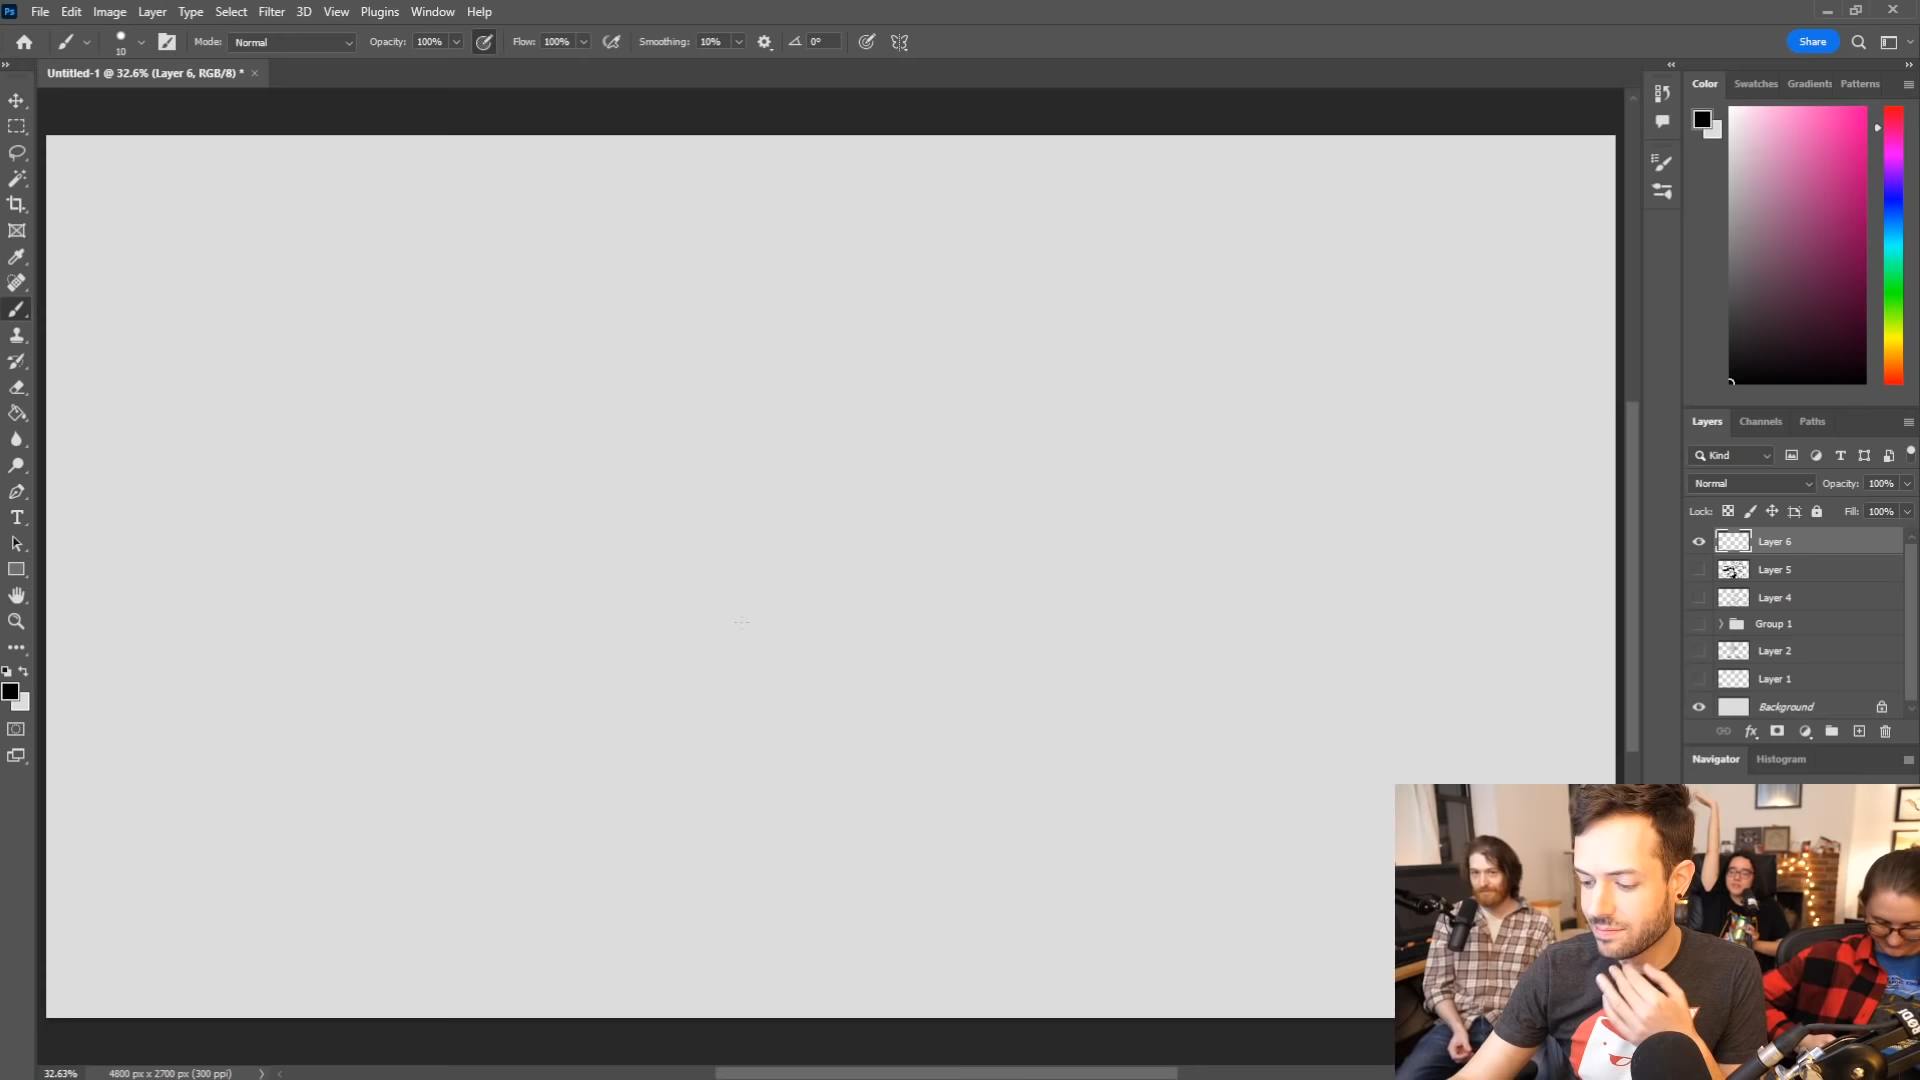 Ps File Edit Image Layer Type Select Filter 3D View Plugins Window Help
10 Mode: Normal Opacity: 100% Flow: 100% Smoothing: 10% 0° Share
Untitled-1 @ 32.6% (Layer 6, RGB/8) *
Color Swatches Gradients Patterns
Layers Channels Paths
Kind
Normal Opacity: 100%
Lock: Fill: 100%
Layer 6
Layer 5
Layer 4
Group 1
Layer 2
Layer 1
Background
Navigator Histogram
RØD
32.63% 4800 px x 2700 px (300 ppi)